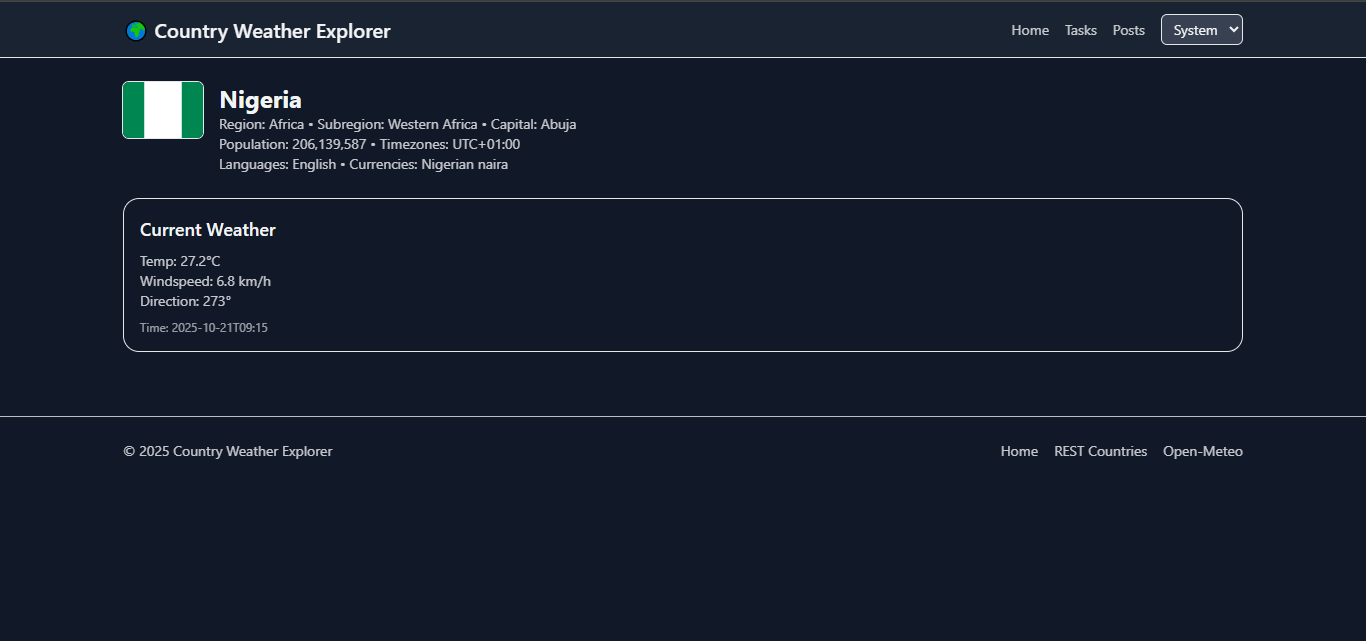 Country Weather Explorer
Home Tasks Posts System
Nigeria
Region: Africa • Subregion: Western Africa • Capital: Abuja
Population: 206,139,587 • Timezones: UTC+01:00
Languages: English • Currencies: Nigerian naira
Current Weather
Temp: 27.2°C
Windspeed: 6.8 km/h
Direction: 273°
Time: 2025-10-21T09:15
© 2025 Country Weather Explorer
Home REST Countries Open-Meteo